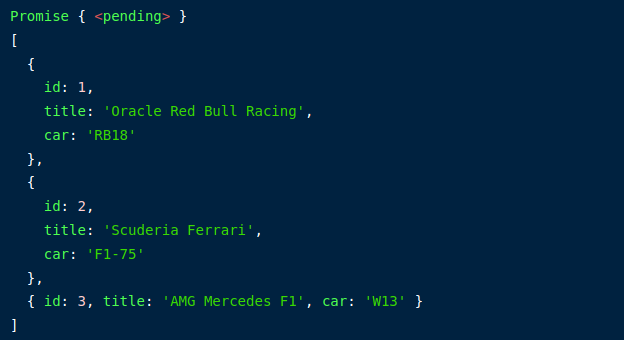 Promise { <pending> }
[
  {
    id: 1,
    title: 'Oracle Red Bull Racing',
    car: 'RB18'
  },
  {
    id: 2,
    title: 'Scuderia Ferrari',
    car: 'F1-75'
  },
  { id: 3, title: 'AMG Mercedes F1', car: 'W13' }
]